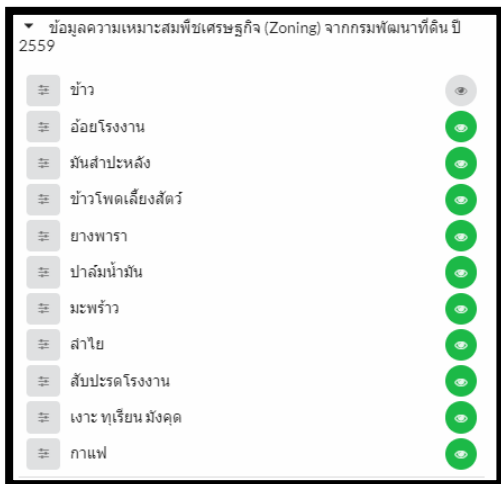 ข้อมูลความเหมาะสมพืชเศรษฐกิจ (Zoning) จากกรมพัฒนาที่ดิน ปี
2559
ข้าว
อ้อยโรงงาน
มันสำปะหลัง
ข้าวโพดเลี้ยงสัตว์
ยางพารา
ปาล์มน้ำมัน
มะพร้าว
ลำไย
สับปะรดโรงงาน
เงาะ ทุเรียน มังคุด
กาแฟ